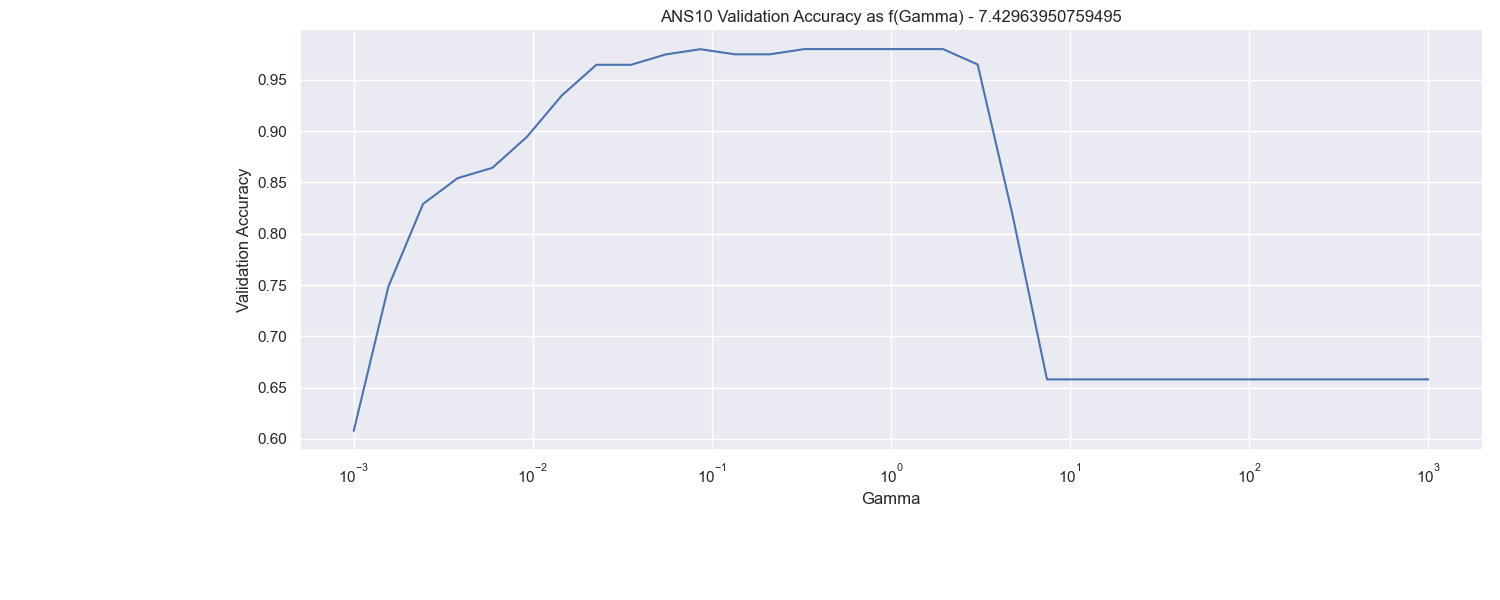 ANS10 Validation Accuracy as f(Gamma) - 7.42963950759495
Validation Accuracy
0.95
0.90
0.85
0.80
0.75
0.70
0.65
0.60
10⁻³ 10⁻² 10⁻¹ 10⁰ 10¹ 10² 10³
Gamma